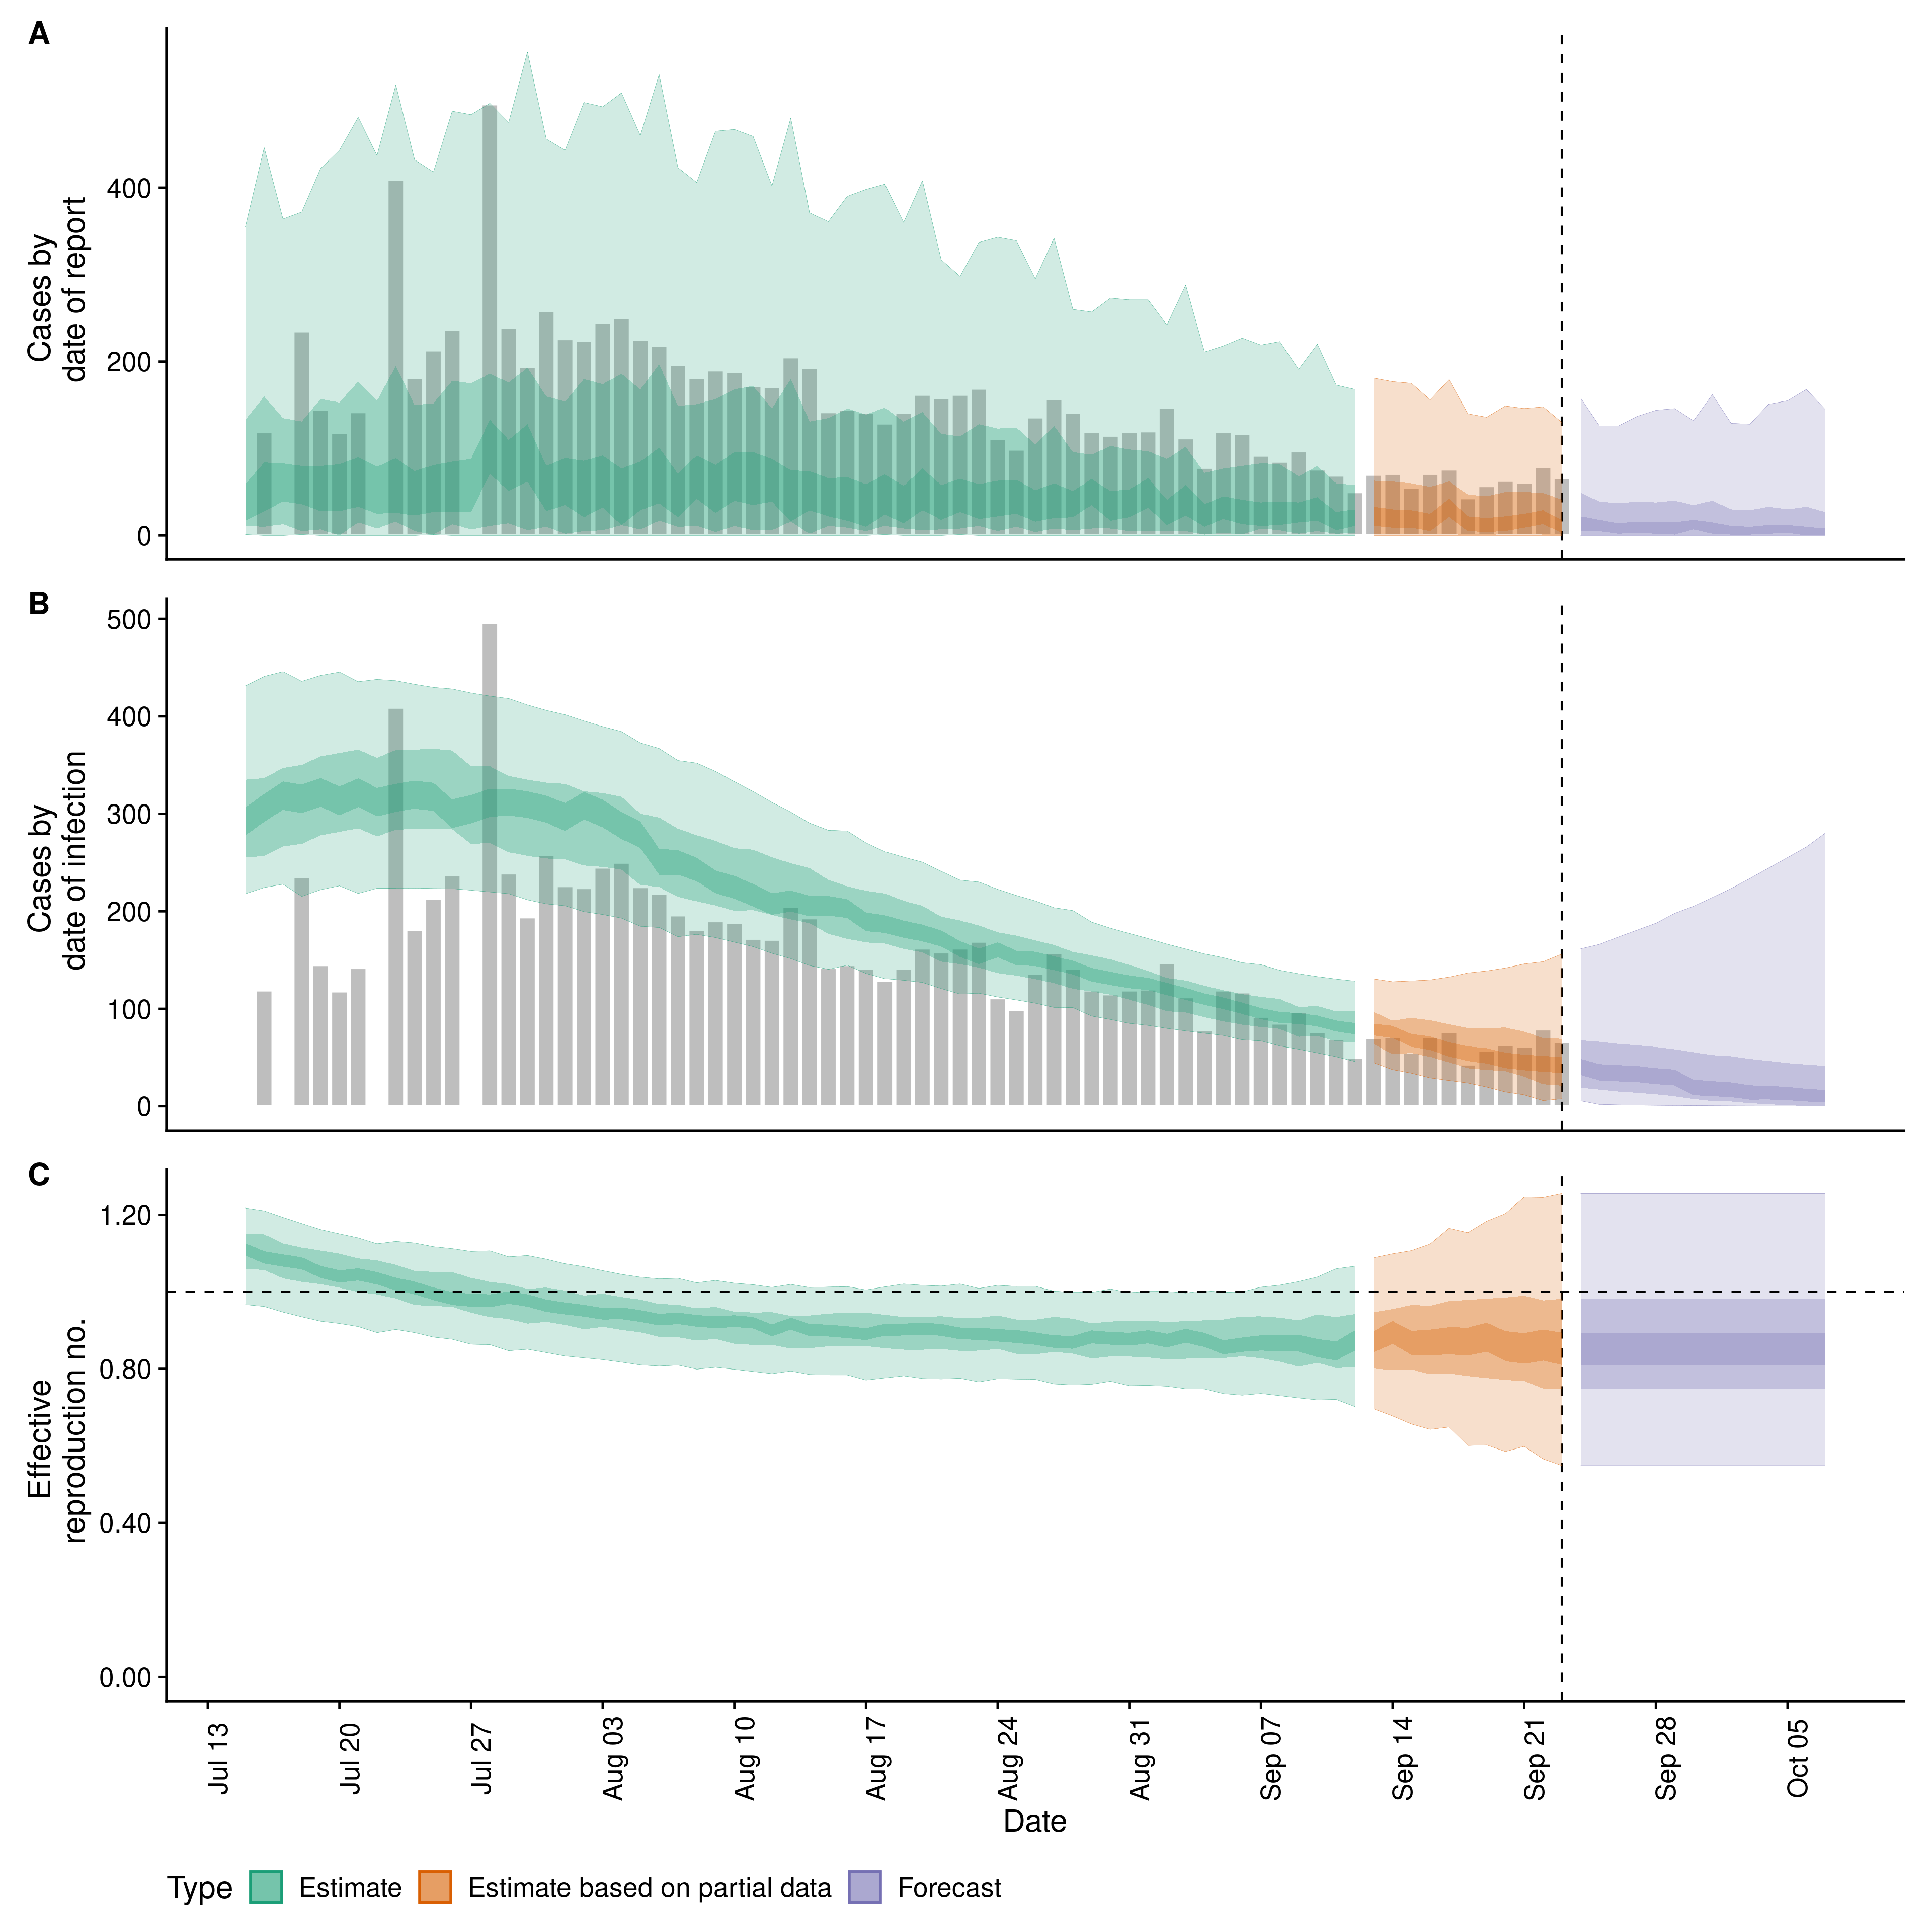 A
Cases by
date of report
400
200
0
B
Cases by
date of infection
500
400
300
200
100
0
C
Effective
reproduction no.
1.20
0.80
0.40
0.00
Jul 13
Jul 20
Jul 27
Aug 03
Aug 10
Aug 17
Aug 24
Aug 31
Sep 07
Sep 14
Sep 21
Sep 28
Oct 05
Date
Type Estimate Estimate based on partial data Forecast